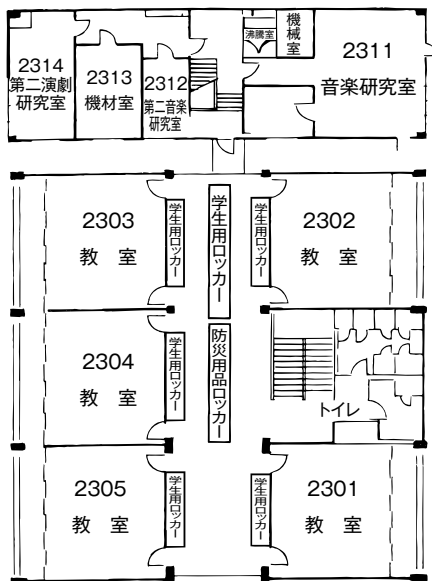 2314
第二演劇
研究室
2313
機材室
2312
第二音楽
研究室
沸騰室
機械室
2311
音楽研究室
2303
教 室
学生用ロッカー
学生用ロッカー
学生用ロッカー
2302
教 室
2304
教 室
学生用ロッカー
防災用品ロッカー
トイレ
2305
教 室
学生用ロッカー
学生用ロッカー
2301
教 室